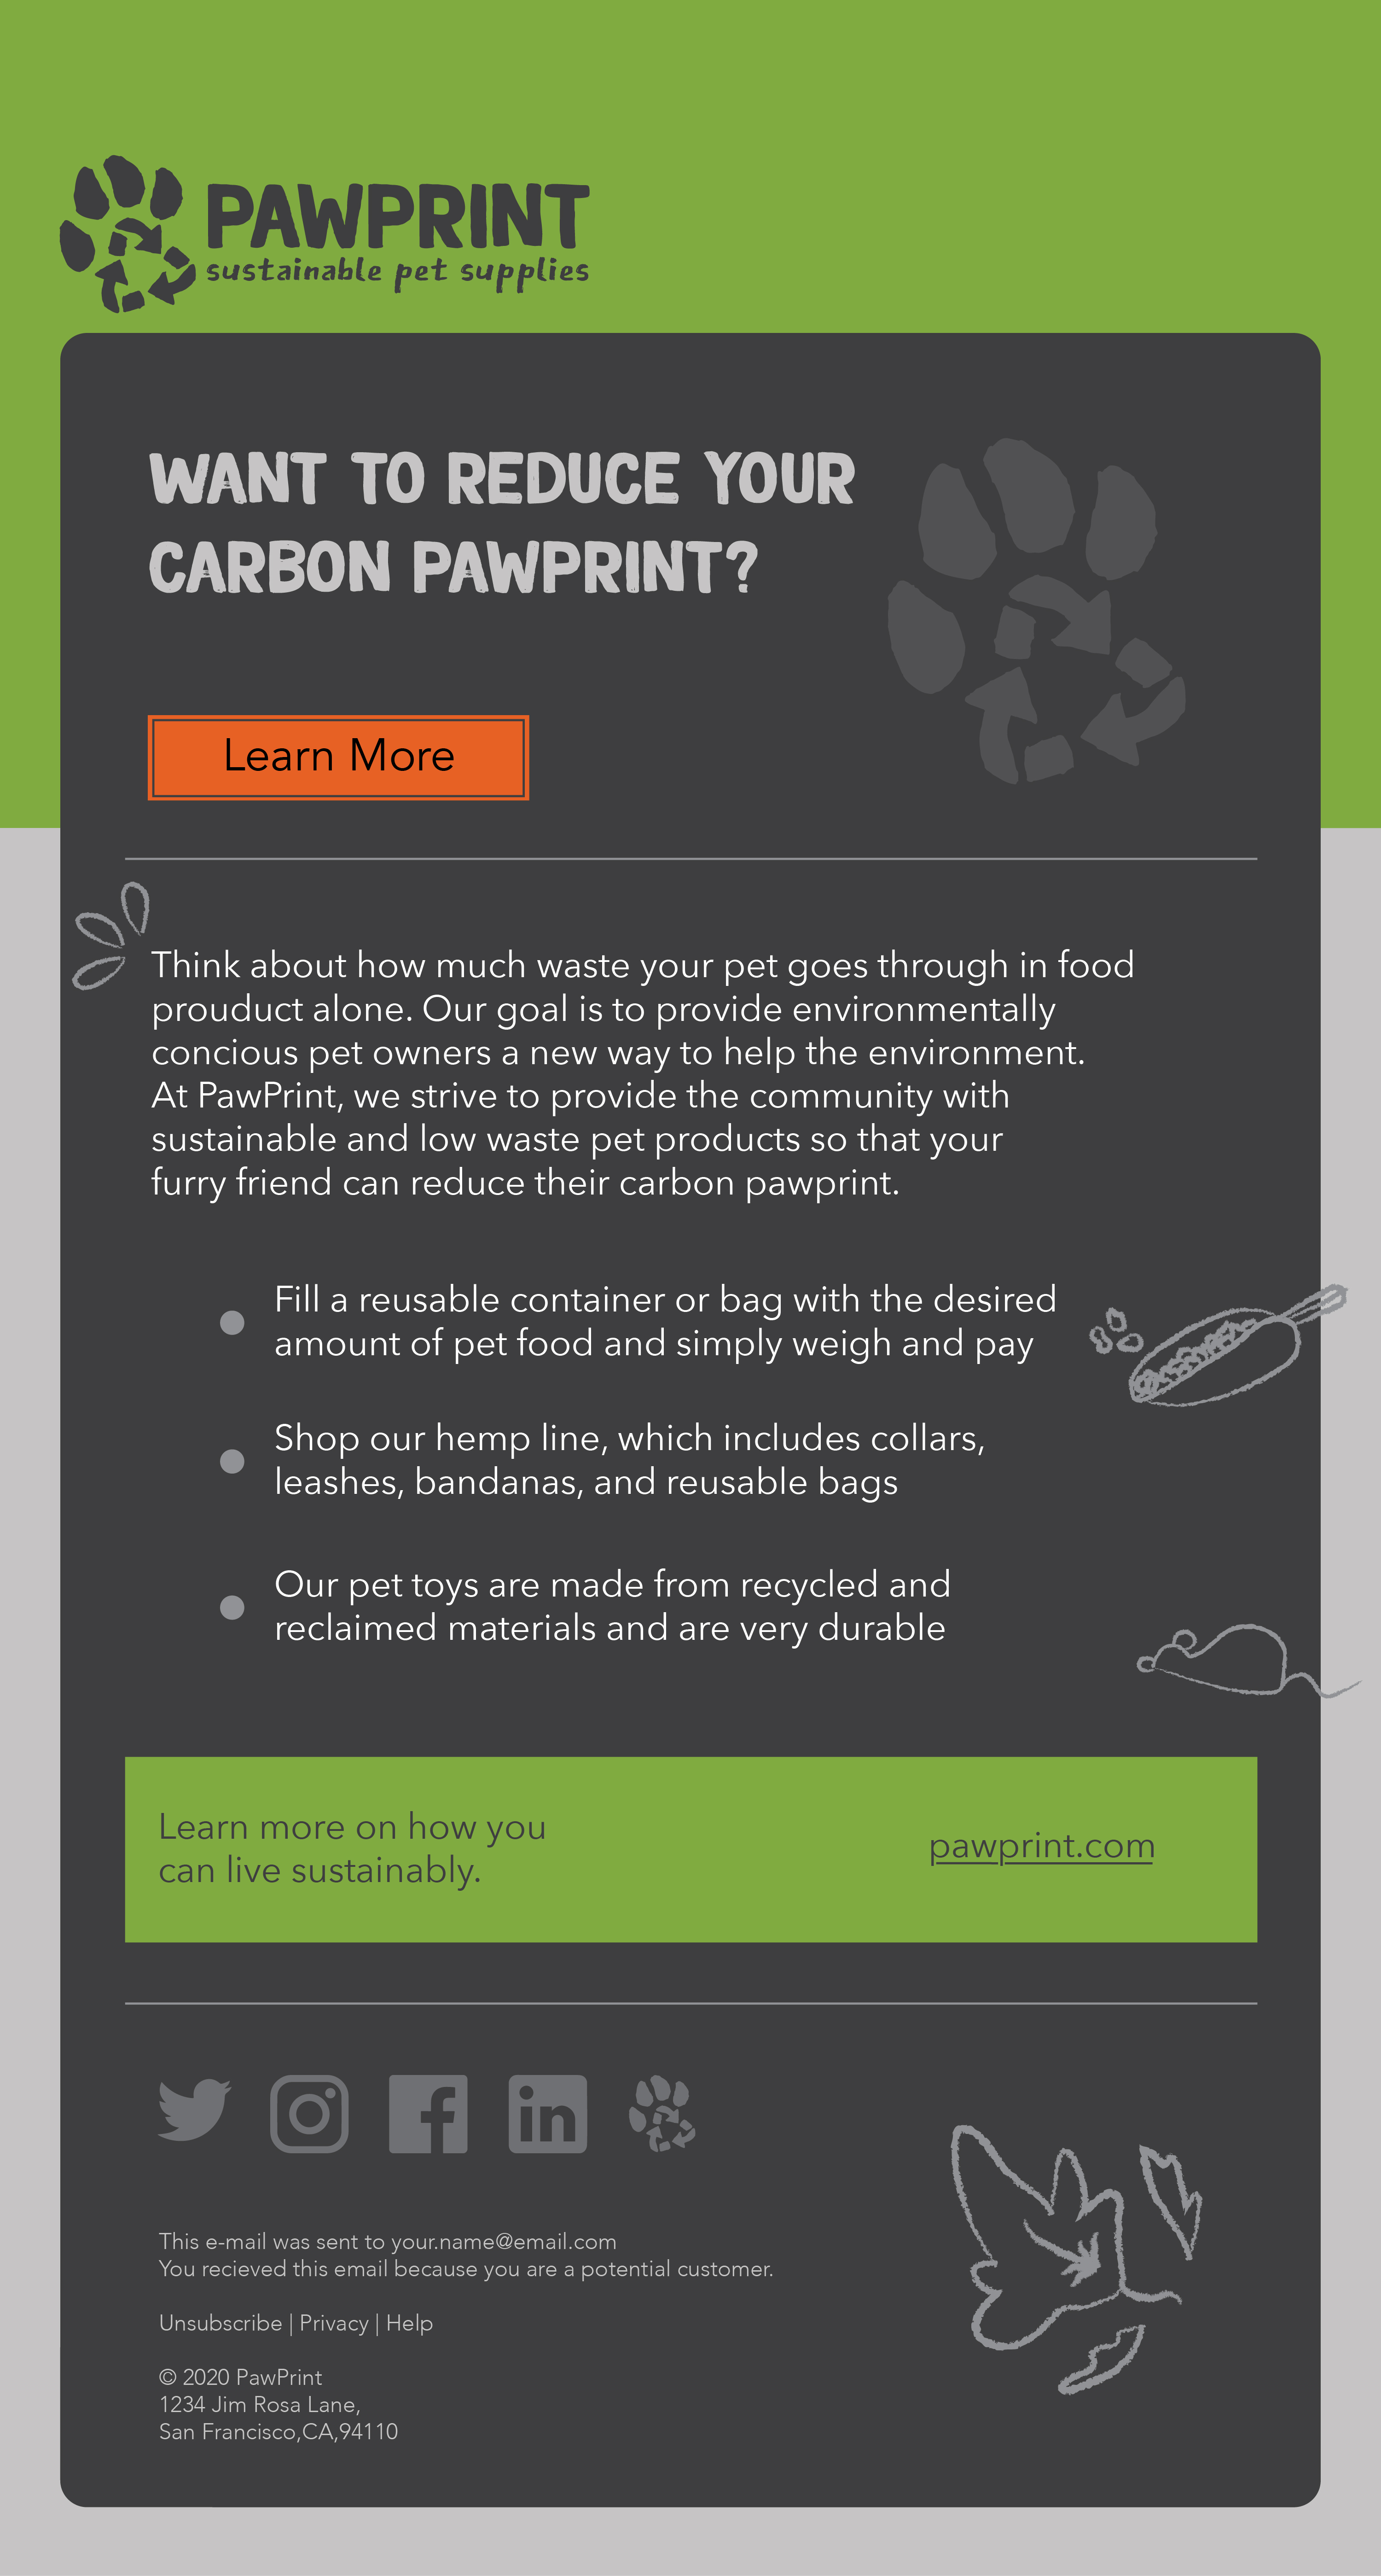 PAWPRINT
sustainable pet supplies
WANT TO REDUCE YOUR
CARBON PAWPRINT?
Learn More
Think about how much waste your pet goes through in food
prouduct alone. Our goal is to provide environmentally
concious pet owners a new way to help the environment.
At PawPrint, we strive to provide the community with
sustainable and low waste pet products so that your
furry friend can reduce their carbon pawprint.
Fill a reusable container or bag with the desired
amount of pet food and simply weigh and pay
Shop our hemp line, which includes collars,
leashes, bandanas, and reusable bags
Our pet toys are made from recycled and
reclaimed materials and are very durable
Learn more on how you
can live sustainably.
pawprint.com
This e-mail was sent to your.name@email.com
You recieved this email because you are a potential customer.
Unsubscribe | Privacy | Help
© 2020 PawPrint
1234 Jim Rosa Lane,
San Francisco,CA,94110